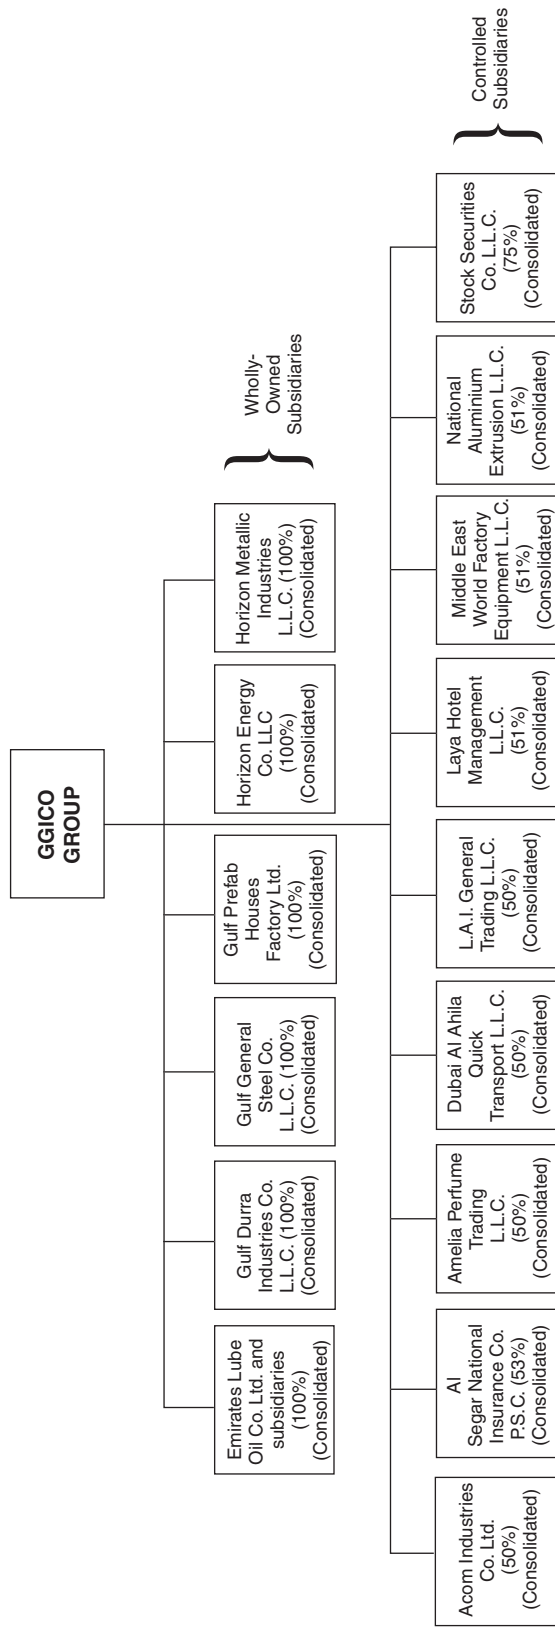 GGICO
GROUP
Emirates Lube
Oil Co. Ltd. and
subsidiaries
(100%)
(Consolidated)
Gulf Durra
Industries Co.
L.L.C. (100%)
(Consolidated)
Gulf General
Steel Co.
L.L.C. (100%)
(Consolidated)
Gulf Prefab
Houses
Factory Ltd.
(100%)
(Consolidated)
Horizon Energy
Co. LLC
(100%)
(Consolidated)
Horizon Metallic
Industries
L.L.C. (100%)
(Consolidated)
Wholly-
Owned
Subsidiaries
Acom Industries
Co. Ltd.
(50%)
(Consolidated)
Al
Segar National
Insurance Co.
P.S.C. (53%)
(Consolidated)
Amelia Perfume
Trading
L.L.C.
(50%)
(Consolidated)
Dubai Al Ahila
Quick
Transport L.L.C.
(50%)
(Consolidated)
L.A.I. General
Trading L.L.C.
(50%)
(Consolidated)
Laya Hotel
Management
L.L.C.
(51%)
(Consolidated)
Middle East
World Factory
Equipment L.L.C.
(51%)
(Consolidated)
National
Aluminium
Extrusion L.L.C.
(51%)
(Consolidated)
Stock Securities
Co. L.L.C.
(75%)
(Consolidated)
Controlled
Subsidiaries